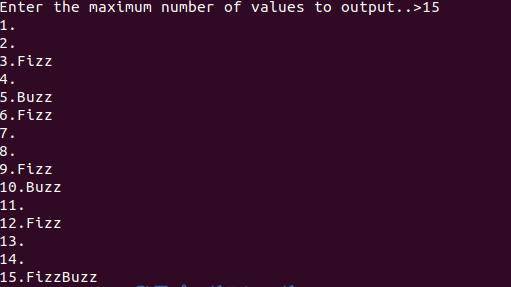 Enter the maximum number of values to output..>15
1.
2.
3.Fizz
4.
5.Buzz
6.Fizz
7.
8.
9.Fizz
10.Buzz
11.
12.Fizz
13.
14.
15.FizzBuzz